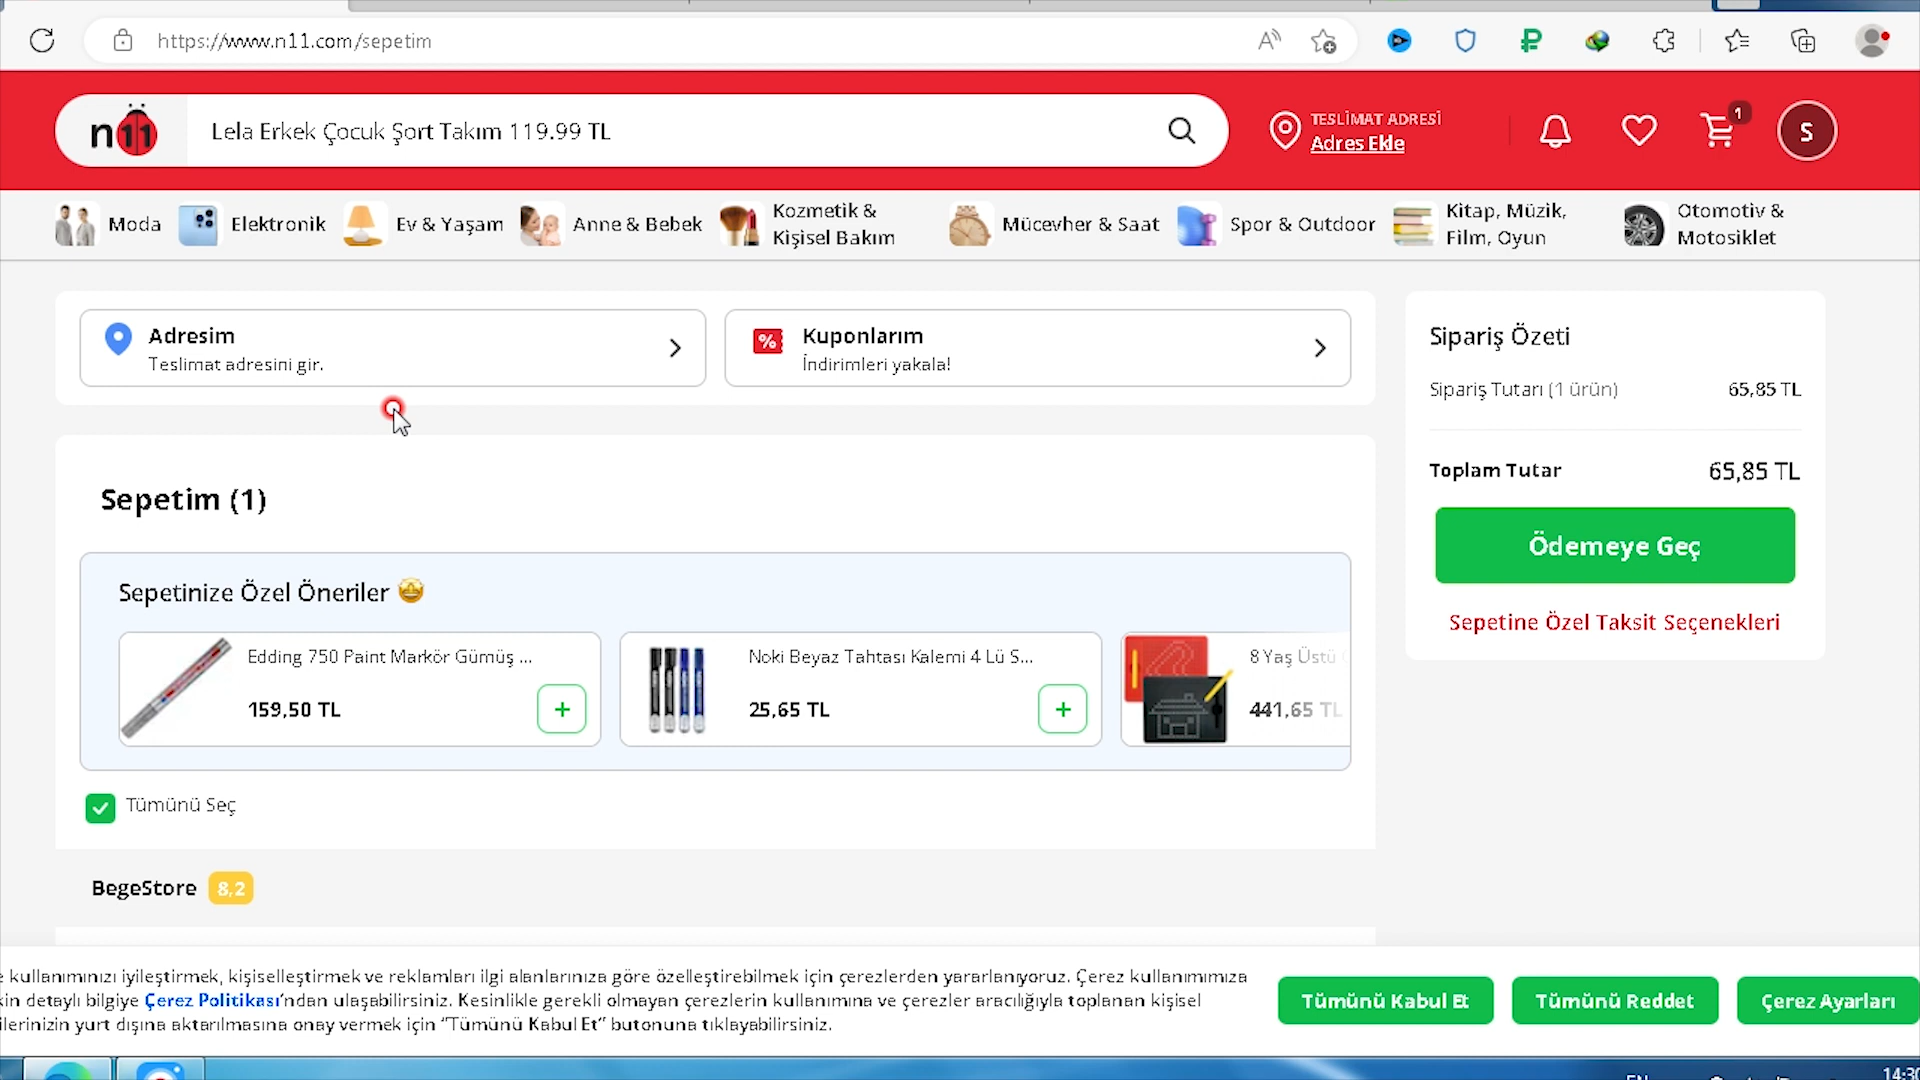 https://www.n11.com/sepetim
n11
Lela Erkek Çocuk Şort Takım 119.99 TL
TESLİMAT ADRESİ
Adres Ekle
1
S
Moda
Elektronik
Ev & Yaşam
Anne & Bebek
Kozmetik &
Kişisel Bakım
Mücevher & Saat
Spor & Outdoor
Kitap, Müzik,
Film, Oyun
Otomotiv &
Motosiklet
Adresim
Teslimat adresini gir.
Kuponlarım
İndirimleri yakala!
Sipariş Özeti
Sipariş Tutarı (1 ürün) 65,85 TL
Toplam Tutar 65,85 TL
Ödemeye Geç
Sepetine Özel Taksit Seçenekleri
Sepetim (1)
Sepetinize Özel Öneriler
Edding 750 Paint Markör Gümüş ...
159,50 TL
Noki Beyaz Tahtası Kalemi 4 Lü S...
25,65 TL
8 Yaş Üstü
441,65 TL
Tümünü Seç
BegeStore 8,2
kullanımınızı iyileştirmek, kişiselleştirmek ve reklamları ilgi alanlarınıza göre özelleştirebilmek için çerezlerden yararlanıyoruz. Çerez kullanımımıza
kin detaylı bilgiye Çerez Politikası'ndan ulaşabilirsiniz. Kesinlikle gerekli olmayan çerezlerin kullanımına ve çerezler aracılığıyla toplanan kişisel
ilerinizin yurt dışına aktarılmasına onay vermek için “Tümünü Kabul Et” butonuna tıklayabilirsiniz.
Tümünü Kabul Et
Tümünü Reddet
Çerez Ayarları
14:30